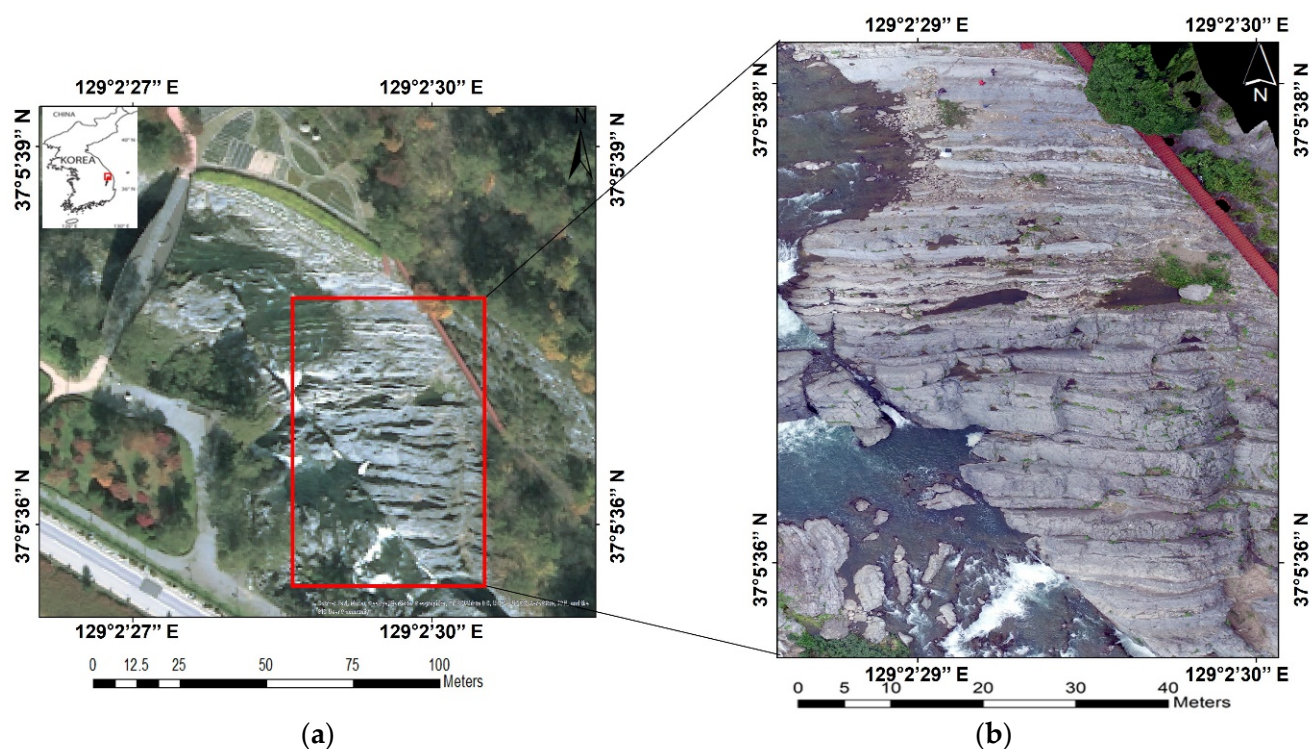 129°2'27’’ E
129°2'30’’ E
37°5'39’’ N
37°5'36’’ N
37°5'39’’ N
37°5'36’’ N
CHINA
KOREA
N
129°2'27’’ E
129°2'30’’ E
0 12.5 25 50 75 100
Meters
(a)
129°2'29’’ E
129°2'30’’ E
37°5'38’’ N
37°5'36’’ N
37°5'38’’ N
37°5'36’’ N
N
129°2'29’’ E
129°2'30’’ E
0 5 10 20 30 40
Meters
(b)